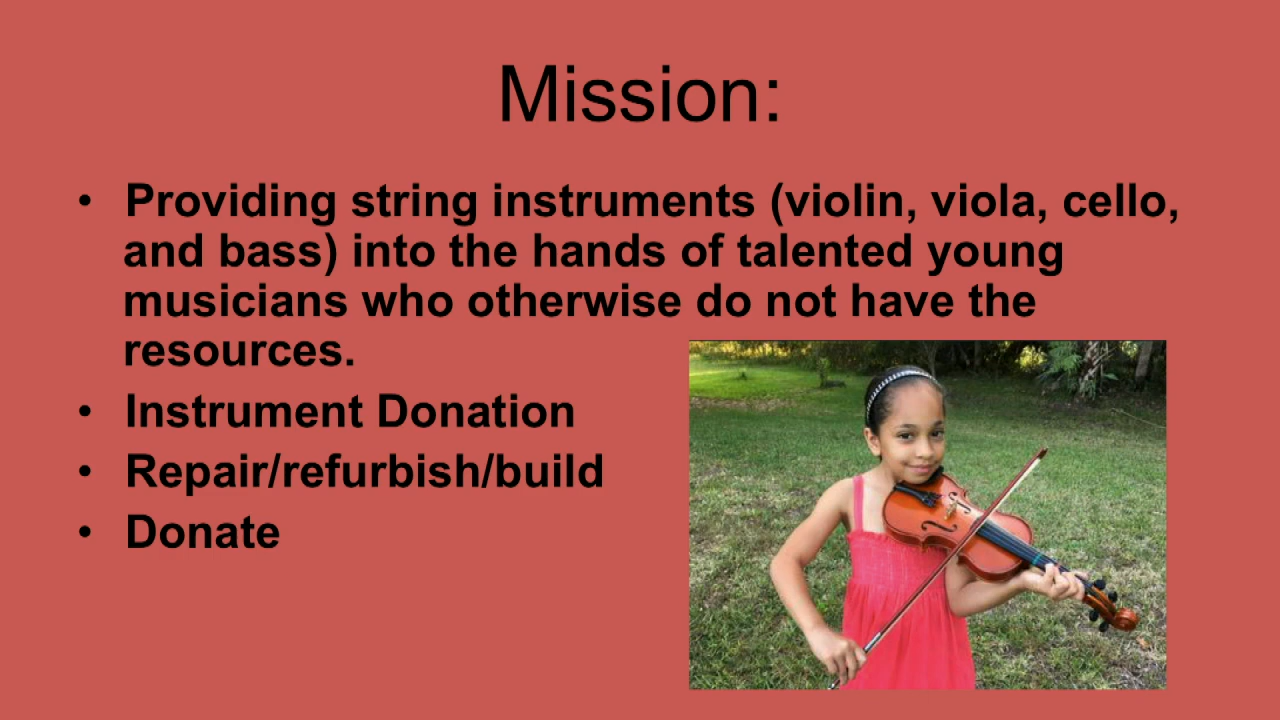 Mission:
• Providing string instruments (violin, viola, cello,
and bass) into the hands of talented young
musicians who otherwise do not have the
resources.
• Instrument Donation
• Repair/refurbish/build
• Donate